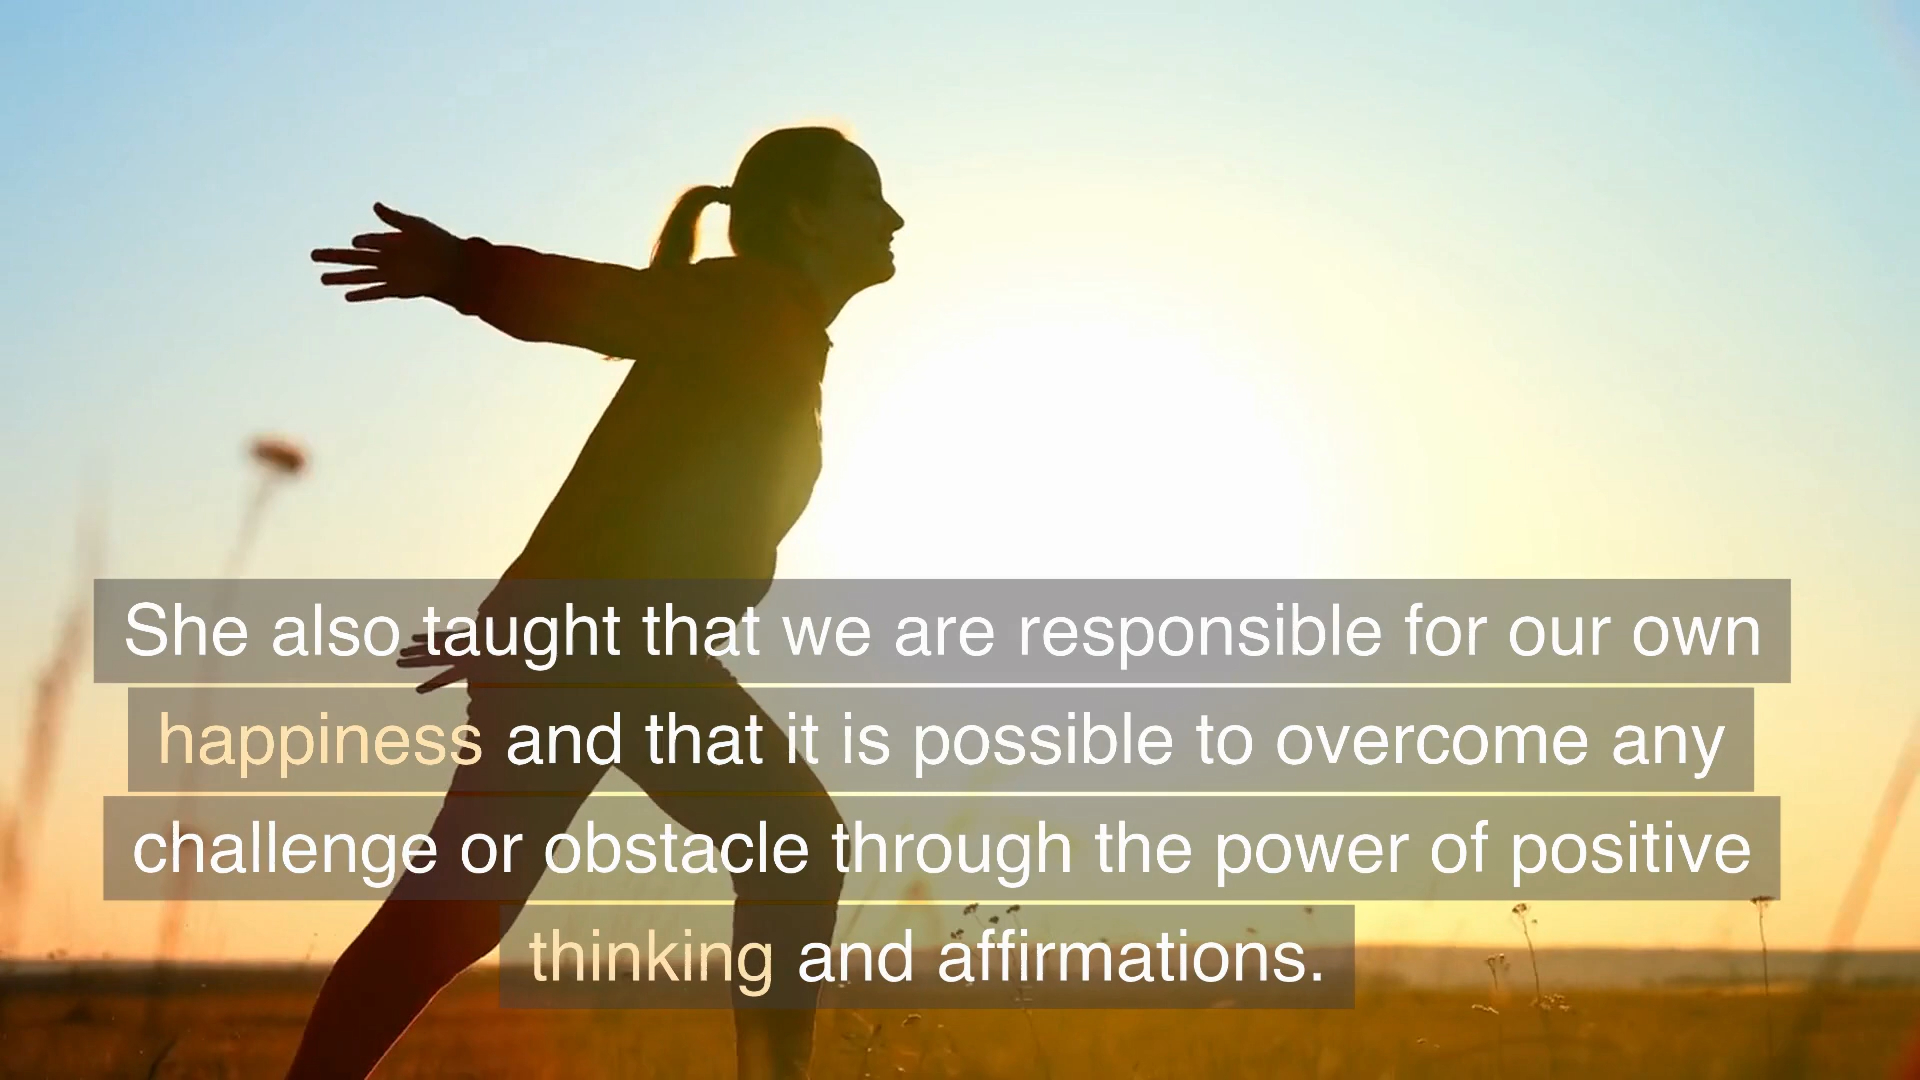 She also taught that we are responsible for our own
happiness and that it is possible to overcome any
challenge or obstacle through the power of positive
thinking and affirmations.